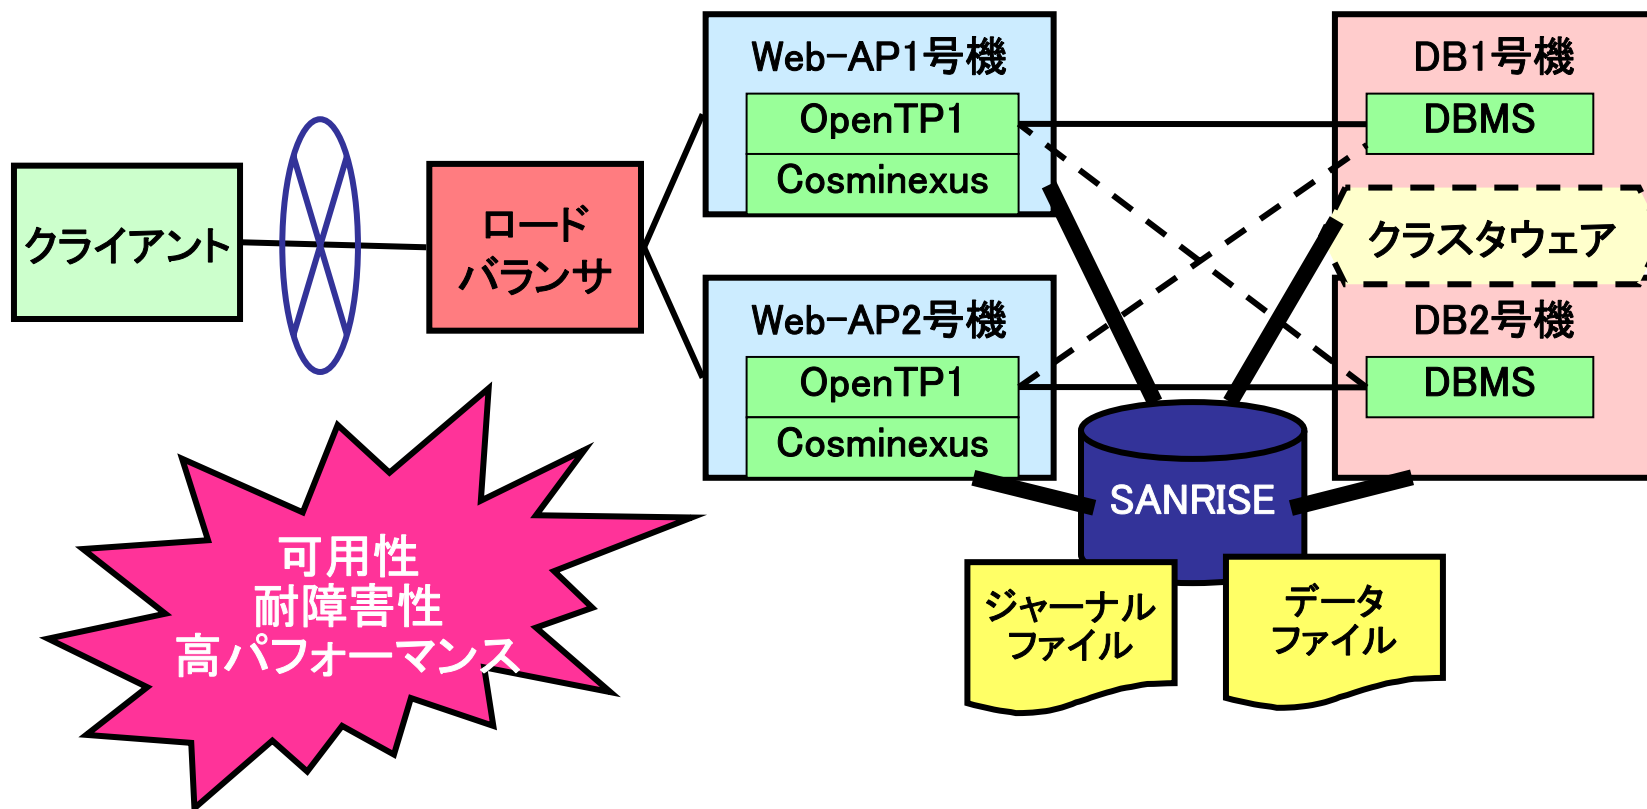 クライアント
ロード
バランサ
Web-AP1号機
OpenTP1
Cosminexus
Web-AP2号機
OpenTP1
Cosminexus
DB1号機
DBMS
クラスタウェア
DB2号機
DBMS
SANRISE
ジャーナル
ファイル
データ
ファイル
可用性
耐障害性
高パフォーマンス